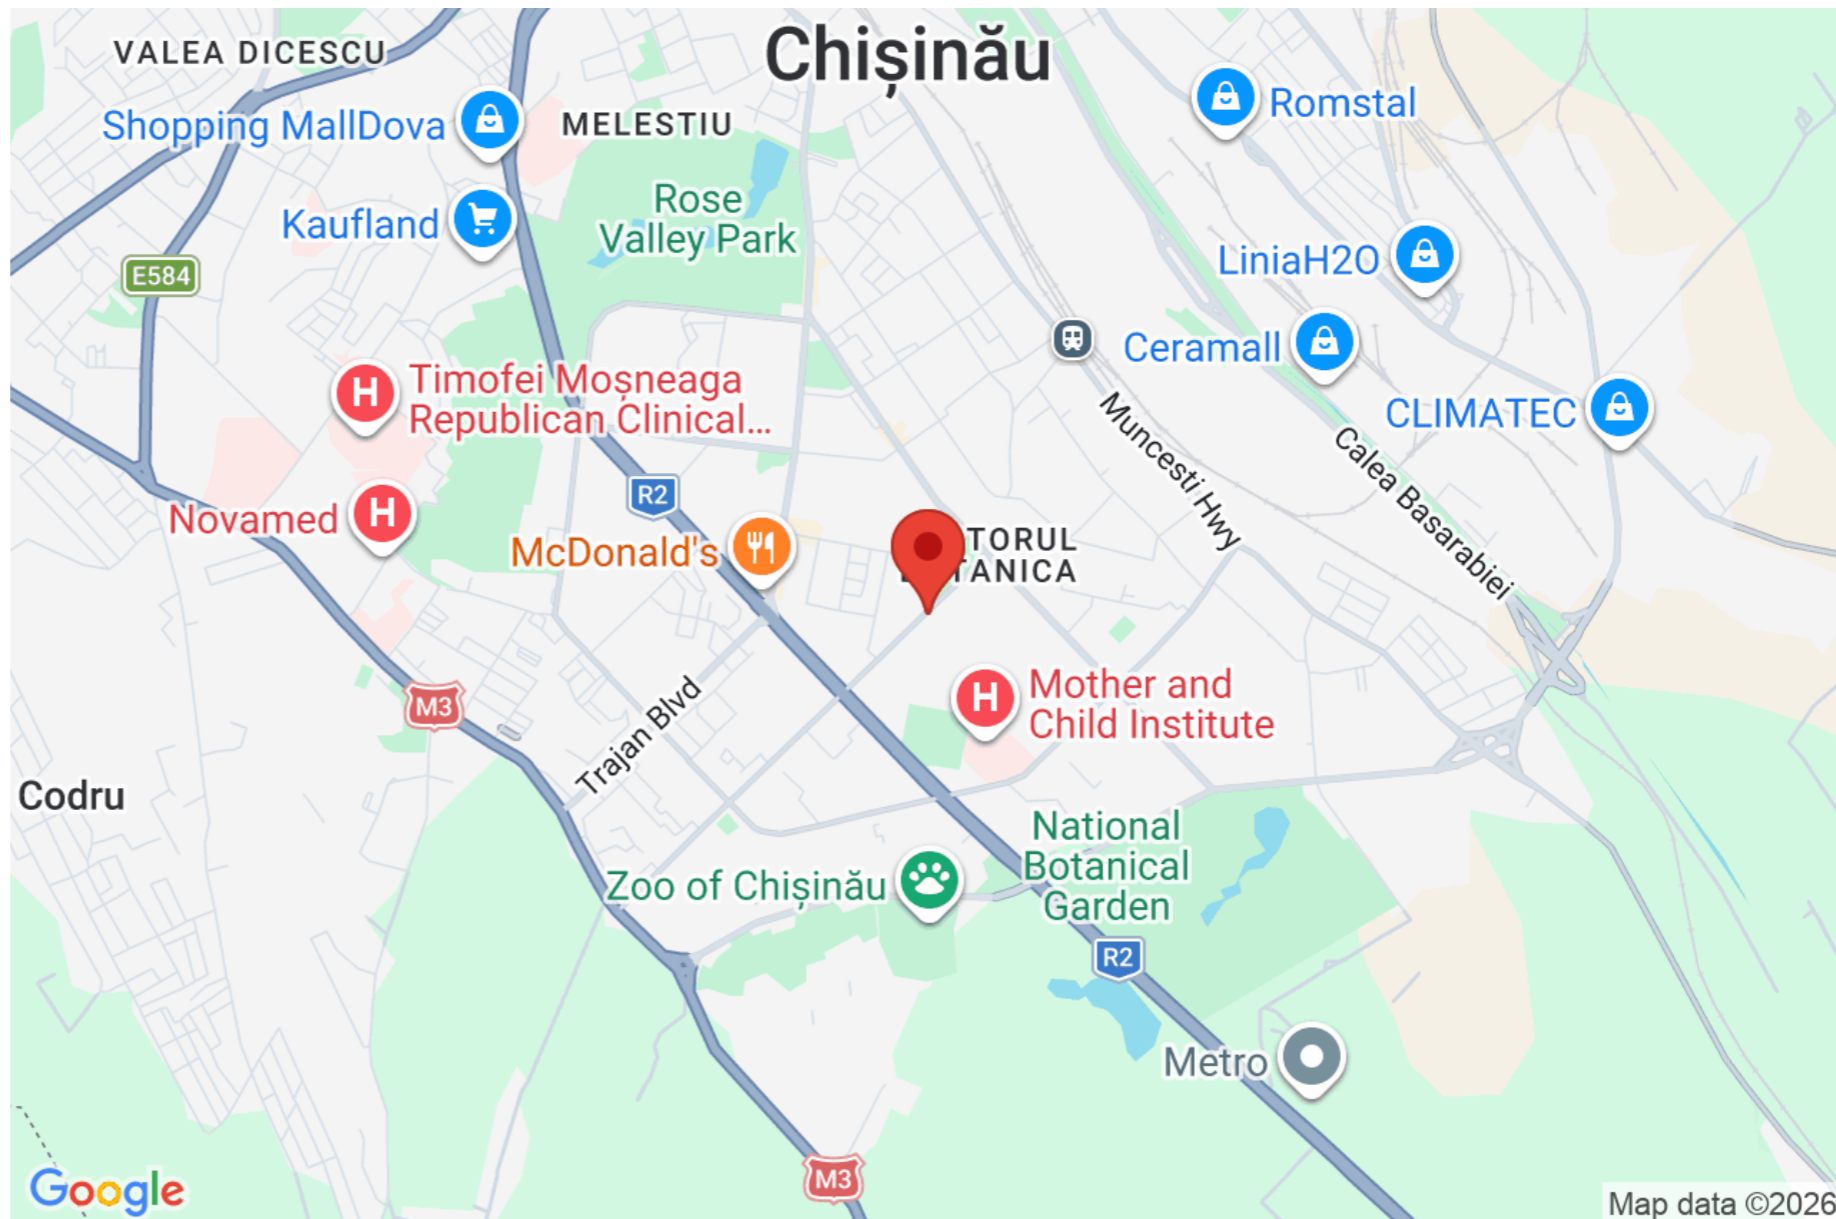 Chișinău
VALEA DICESCU
Shopping MallDova
MELESTIU
Romstal
Kaufland
Rose
Valley Park
E584
LiniaH2O
Ceramall
Timofei Moșneaga
Republican Clinical...
CLIMATEC
Muncesti Hwy
Calea Basarabiei
R2
Novamed
McDonald's
TORUL
TANICA
Mother and
Child Institute
M3
Trajan Blvd
Codru
National
Botanical
Garden
Zoo of Chișinău
R2
Metro
M3
Google
Map data ©2026